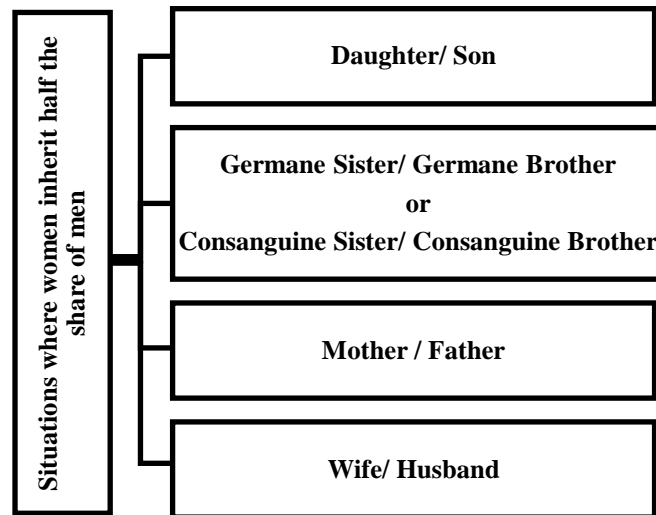 Situations where women inherit half the
share of men
Daughter/ Son
Germane Sister/ Germane Brother
or
Consanguine Sister/ Consanguine Brother
Mother / Father
Wife/ Husband